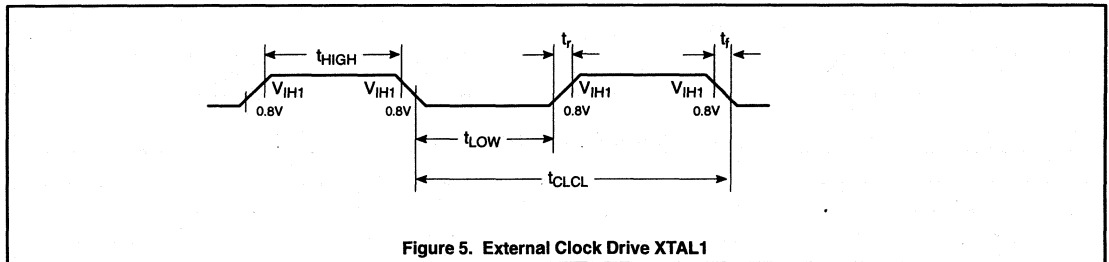 tHIGH
tr
tf
VIH1 VIH1 VIH1 VIH1
0.8V 0.8V 0.8V 0.8V
tLOW
tCLCL
Figure 5. External Clock Drive XTAL1